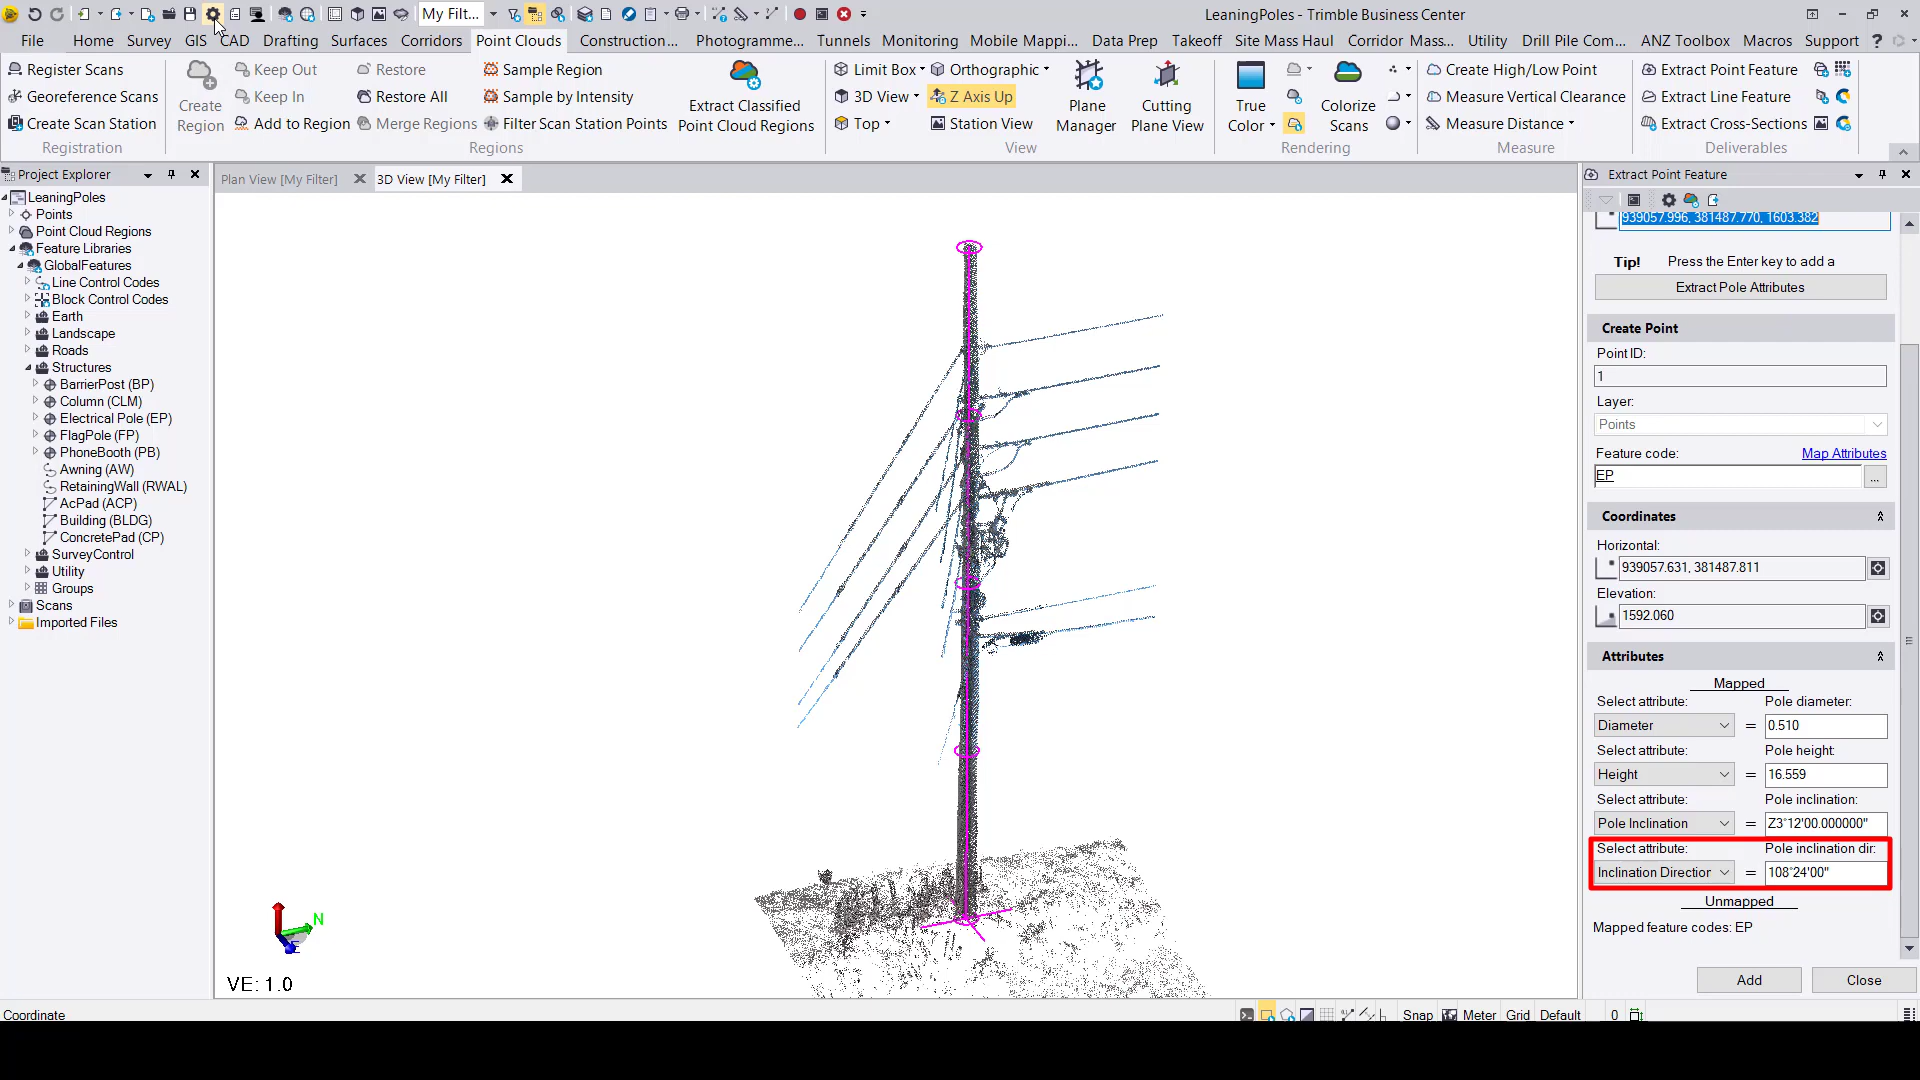 My Filt...
LeaningPoles - Trimble Business Center
File Home Survey GIS CAD Drafting Surfaces Corridors Point Clouds Construction... Photogramme... Tunnels Monitoring Mobile Mappi... Data Prep Takeoff Site Mass Haul Corridor Mass... Utility Drill Pile Com... ANZ Toolbox Macros Support
Register Scans
Georeference Scans
Create Scan Station
Registration
Create Region
Keep Out
Keep In
Add to Region
Restore
Restore All
Merge Regions
Sample Region
Sample by Intensity
Filter Scan Station Points
Extract Classified
Point Cloud Regions
Regions
Limit Box
3D View
Top
Orthographic
Z Axis Up
Station View
Plane Manager
Cutting Plane View
View
True Color
Colorize Scans
Rendering
Create High/Low Point
Measure Vertical Clearance
Measure Distance
Measure
Extract Point Feature
Extract Line Feature
Extract Cross-Sections
Deliverables
Project Explorer
LeaningPoles
Points
Point Cloud Regions
Feature Libraries
GlobalFeatures
Line Control Codes
Block Control Codes
Earth
Landscape
Roads
Structures
BarrierPost (BP)
Column (CLM)
Electrical Pole (EP)
FlagPole (FP)
PhoneBooth (PB)
Awning (AW)
RetainingWall (RWAL)
AcPad (ACP)
Building (BLDG)
ConcretePad (CP)
SurveyControl
Utility
Groups
Scans
Imported Files
Plan View [My Filter]
3D View [My Filter]
N
E
VE: 1.0
Extract Point Feature
939057.996, 381487.770, 1603.382
Tip! Press the Enter key to add a
Extract Pole Attributes
Create Point
Point ID:
1
Layer:
Points
Feature code: Map Attributes
EP ...
Coordinates
Horizontal:
939057.631, 381487.811
Elevation:
1592.060
Attributes
Mapped
Select attribute: Pole diameter:
Diameter = 0.510
Select attribute: Pole height:
Height = 16.559
Select attribute: Pole inclination:
Pole Inclination = Z3°12'00.000000"
Select attribute: Pole inclination dir:
Inclination Direction = 108°24'00"
Unmapped
Mapped feature codes: EP
Add Close
Coordinate
Snap Meter Grid Default 0